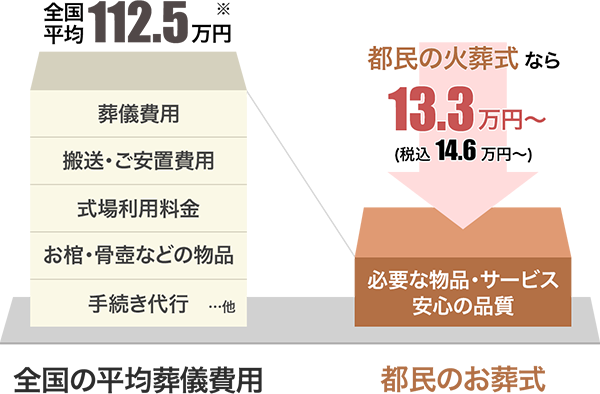 全国
平均 112.5 万円 ※
葬儀費用
搬送・ご安置費用
式場利用料金
お棺・骨壺などの物品
手続き代行 …他
全国の平均葬儀費用
都民の火葬式 なら
13.3 万円〜
(税込 14.6 万円〜)
必要な物品・サービス
安心の品質
都民のお葬式